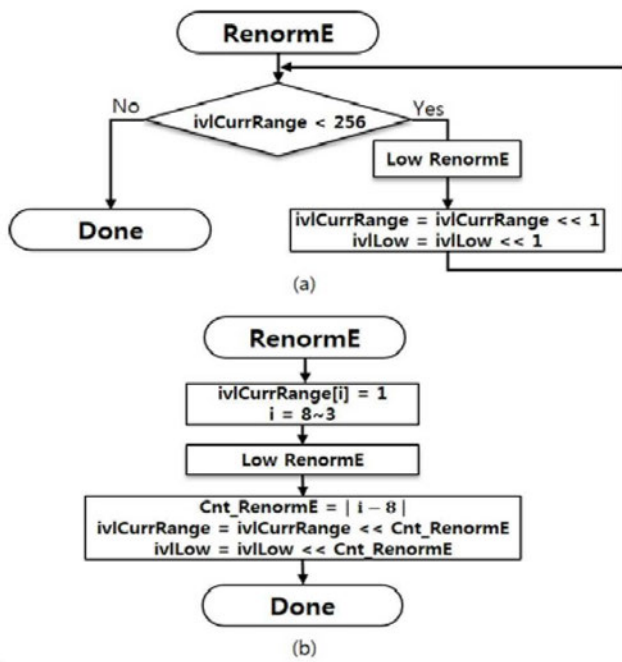 RenormE
No
ivlCurrRange < 256
Yes
Low RenormE
Done
ivlCurrRange = ivlCurrRange << 1
ivlLow = ivlLow << 1
(a)
RenormE
ivlCurrRange[i] = 1
i = 8~3
Low RenormE
Cnt_RenormE = | i − 8 |
ivlCurrRange = ivlCurrRange << Cnt_RenormE
ivlLow = ivlLow << Cnt_RenormE
Done
(b)